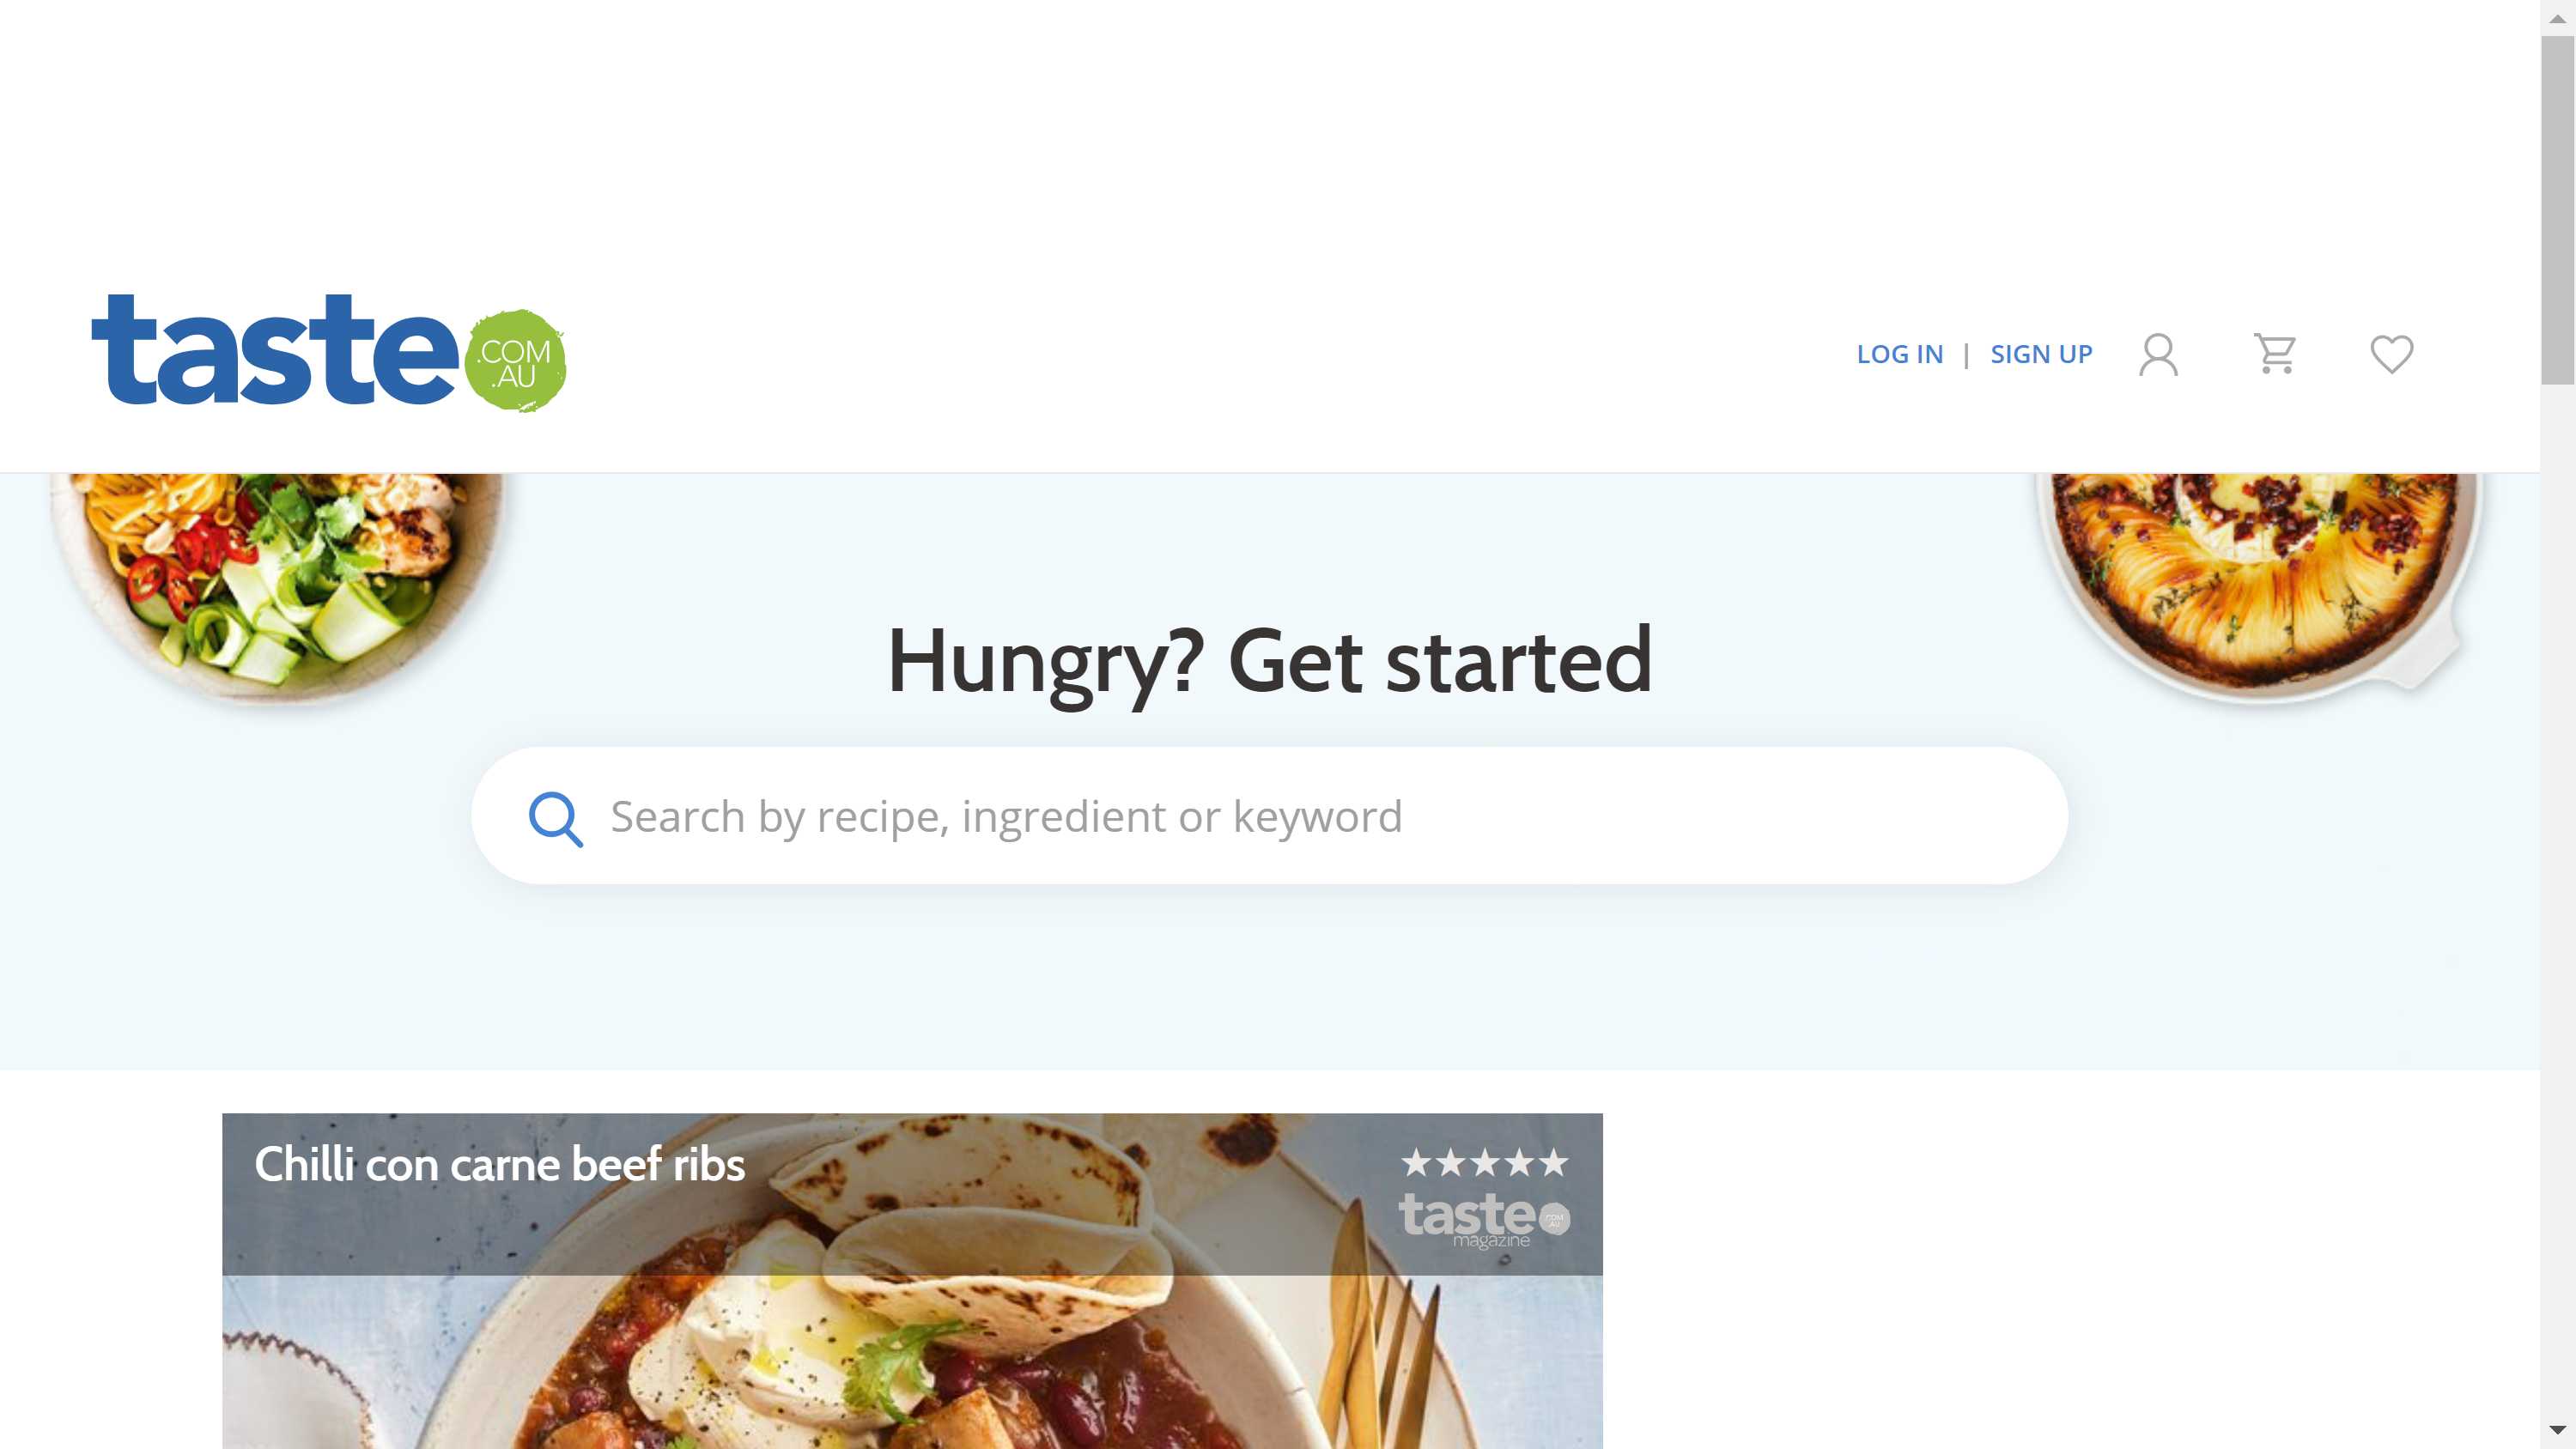 taste .COM .AU
LOG IN | SIGN UP
Hungry? Get started
Search by recipe, ingredient or keyword
Chilli con carne beef ribs
taste .COM .AU
magazine